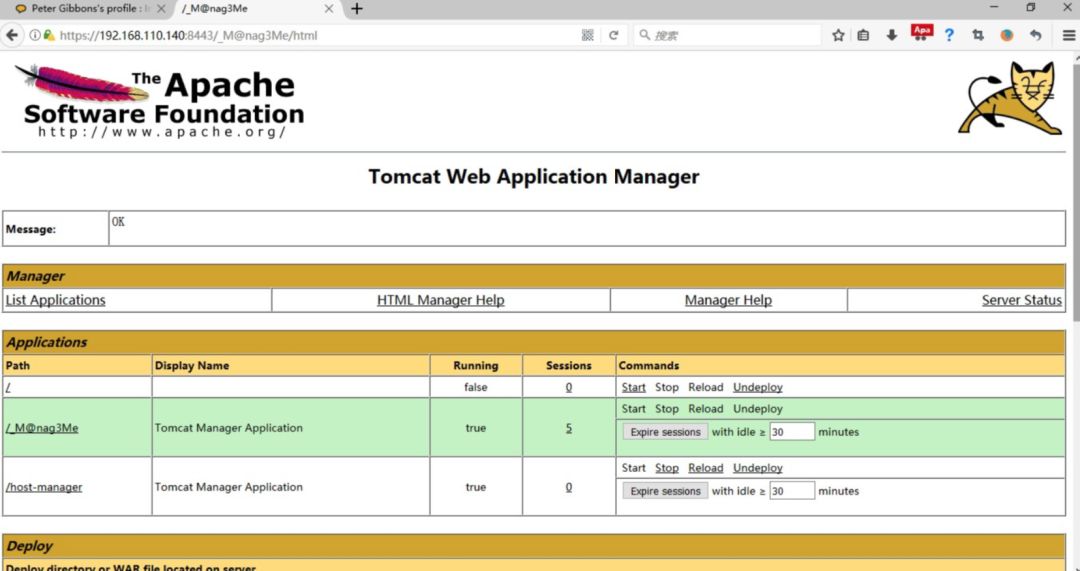 Peter Gibbons's profile : I
/_M@nag3Me
https://192.168.110.140:8443/_M@nag3Me/html
搜索
Apa
The Apache
Software Foundation
http://www.apache.org/
Tomcat Web Application Manager
Message: OK
Manager
List Applications HTML Manager Help Manager Help Server Status
Applications
Path Display Name Running Sessions Commands
/ false 0 Start Stop Reload Undeploy
Start Stop Reload Undeploy
/_M@nag3Me Tomcat Manager Application true 5
Expire sessions with idle ≥ 30 minutes
Start Stop Reload Undeploy
/host-manager Tomcat Manager Application true 0
Expire sessions with idle ≥ 30 minutes
Deploy
Deploy directory or WAR file located on server